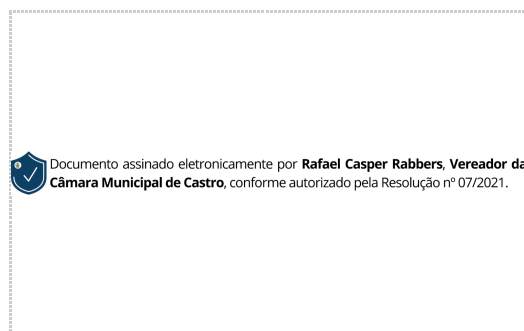 Documento assinado eletronicamente por Rafael Casper Rabbers, Vereador da
Câmara Municipal de Castro, conforme autorizado pela Resolução nº 07/2021.